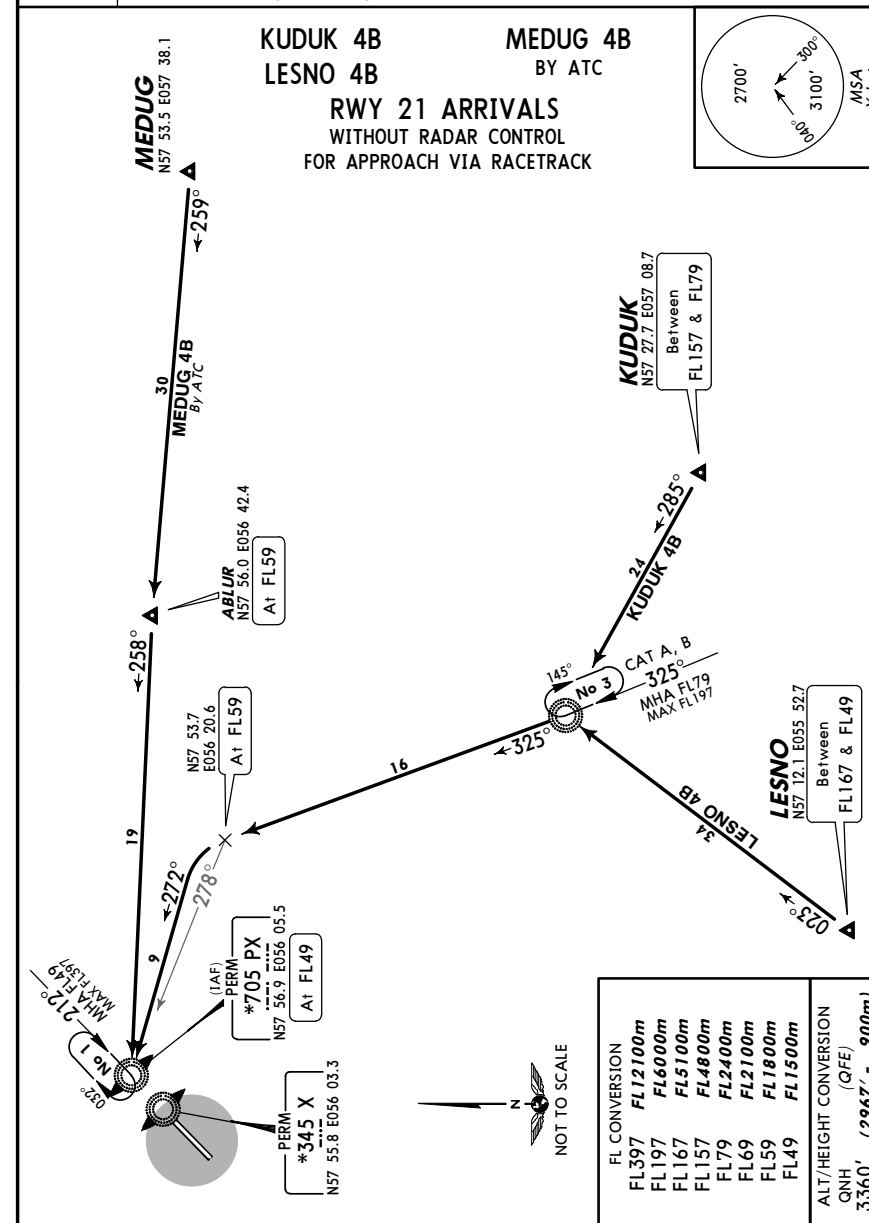 KUDUK 4B
LESNO 4B
MEDUG 4B
BY ATC
RWY 21 ARRIVALS
WITHOUT RADAR CONTROL
FOR APPROACH VIA RACETRACK
2700'
3100'
300°
040°
MSA
MEDUG
N57 53.5 E057 38.1
259°
30
MEDUG 4B
By ATC
ABLUR
N57 56.0 E056 42.4
At FL59
258°
19
KUDUK
N57 27.7 E057 08.7
Between
FL157 & FL79
285°
24
KUDUK 4B
145°
No 3
CAT A, B
325°
MHA FL79
MAX FL197
325°
16
N57 53.7
E056 20.6
At FL59
272°
278°
9
LESNO
N57 12.1 E055 52.7
Between
FL167 & FL49
023°
34
LESNO 4B
MHA FL49
MAX FL397
212°
No 1
032°
(IAF)
PERM
*705 PX
N57 56.9 E056 05.5
At FL49
PERM
*345 X
N57 55.8 E056 03.3
N
NOT TO SCALE
FL CONVERSION
FL397 FL12100m
FL197 FL6000m
FL167 FL5100m
FL157 FL4800m
FL79 FL2400m
FL69 FL2100m
FL59 FL1800m
FL49 FL1500m
ALT/HEIGHT CONVERSION
QNH (QFE)
3360' (2967' - 900m)